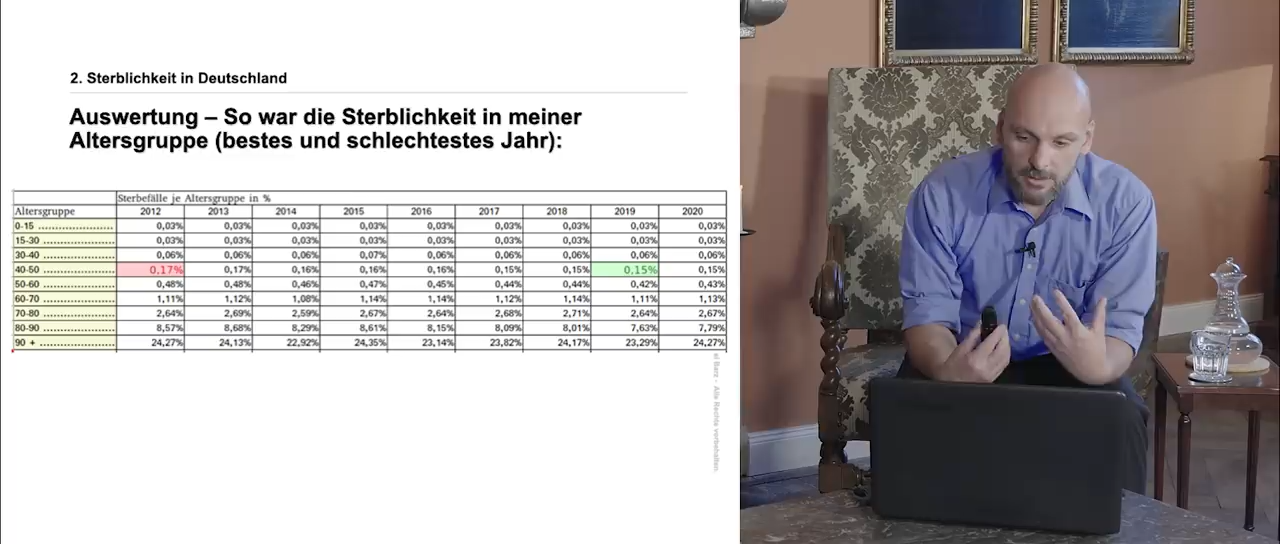 2. Sterblichkeit in Deutschland
Auswertung – So war die Sterblichkeit in meiner
Altersgruppe (bestes und schlechtestes Jahr):
Sterbefälle je Altersgruppe in %
Altersgruppe 2012 2013 2014 2015 2016 2017 2018 2019 2020
0-15 ........................ 0,03% 0,03% 0,03% 0,03% 0,03% 0,03% 0,03% 0,03% 0,03%
15-30 ........................ 0,03% 0,03% 0,03% 0,03% 0,03% 0,03% 0,03% 0,03% 0,03%
30-40 ........................ 0,06% 0,06% 0,06% 0,07% 0,06% 0,06% 0,06% 0,06% 0,06%
40-50 ........................ 0,17% 0,17% 0,16% 0,16% 0,16% 0,15% 0,15% 0,15% 0,15%
50-60 ........................ 0,48% 0,48% 0,46% 0,47% 0,45% 0,44% 0,44% 0,42% 0,43%
60-70 ........................ 1,11% 1,12% 1,08% 1,14% 1,14% 1,12% 1,14% 1,11% 1,13%
70-80 ........................ 2,64% 2,69% 2,59% 2,67% 2,64% 2,68% 2,71% 2,64% 2,67%
80-90 ........................ 8,57% 8,68% 8,29% 8,61% 8,15% 8,09% 8,01% 7,63% 7,79%
90 + ........................ 24,27% 24,13% 22,92% 24,35% 23,14% 23,82% 24,17% 23,29% 24,27%
el Barz - Alle Rechte vorbehalten.